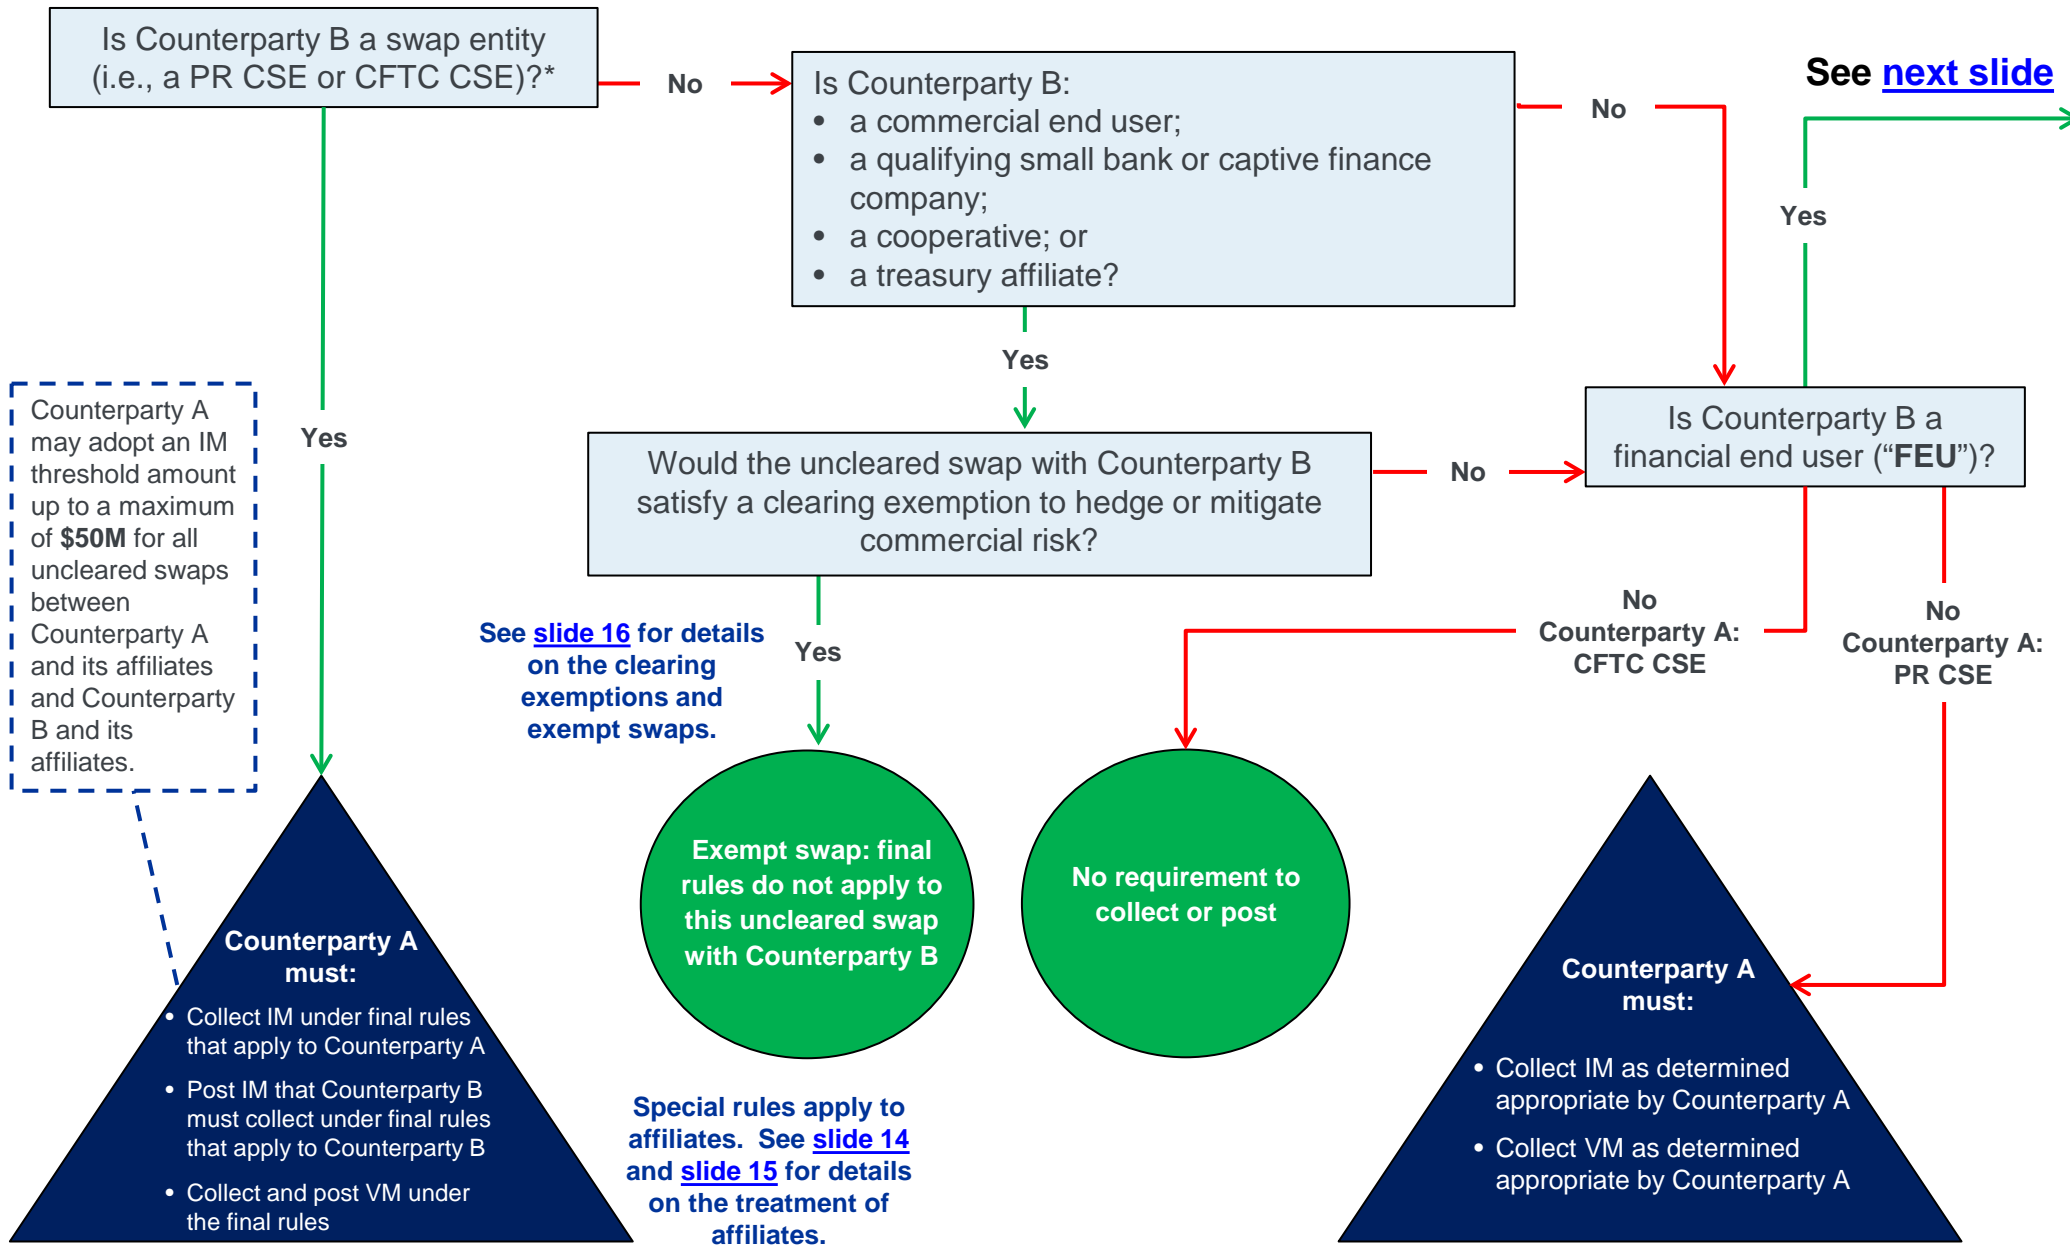 Is Counterparty B a swap entity
(i.e., a PR CSE or CFTC CSE)?*
No
Is Counterparty B:
• a commercial end user;
• a qualifying small bank or captive finance
company;
• a cooperative; or
• a treasury affiliate?
No
See next slide
Yes
Yes
Counterparty A
may adopt an IM
threshold amount
up to a maximum
of $50M for all
uncleared swaps
between
Counterparty A
and its affiliates
and Counterparty
B and its
affiliates.
Yes
Would the uncleared swap with Counterparty B
satisfy a clearing exemption to hedge or mitigate
commercial risk?
No
Is Counterparty B a
financial end user (“FEU”)?
See slide 16 for details
on the clearing
exemptions and
exempt swaps.
Yes
No
Counterparty A:
CFTC CSE
No
Counterparty A:
PR CSE
Counterparty A
must:
• Collect IM under final rules
that apply to Counterparty A
• Post IM that Counterparty B
must collect under final rules
that apply to Counterparty B
• Collect and post VM under
the final rules
Exempt swap: final
rules do not apply to
this uncleared swap
with Counterparty B
No requirement to
collect or post
Special rules apply to
affiliates. See slide 14
and slide 15 for details
on the treatment of
affiliates.
Counterparty A
must:
• Collect IM as determined
appropriate by Counterparty A
• Collect VM as determined
appropriate by Counterparty A